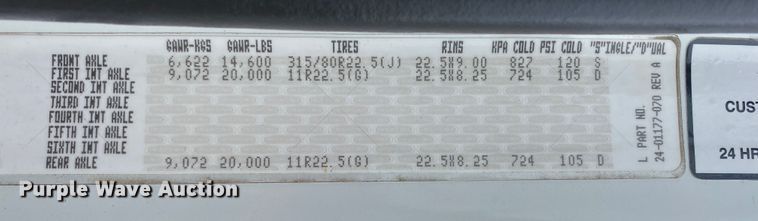 GAWR-KGS GAWR-LBS TIRES RIMS KPA COLD PSI COLD "S"INGLE/"D"UAL
FRONT AXLE 6,622 14,600 315/80R22.5(J) 22.5X9.00 827 120 S
FIRST INT AXLE 9,072 20,000 11R22.5(G) 22.5X8.25 724 105 D
SECOND INT AXLE
THIRD INT AXLE
FOURTH INT AXLE
FIFTH INT AXLE
SIXTH INT AXLE
REAR AXLE 9,072 20,000 11R22.5(G) 22.5X8.25 724 105 D
L PART NO.
24-01177-070 REV A
CUST
24 HR
Purple Wave Auction
Purple Wave Auction